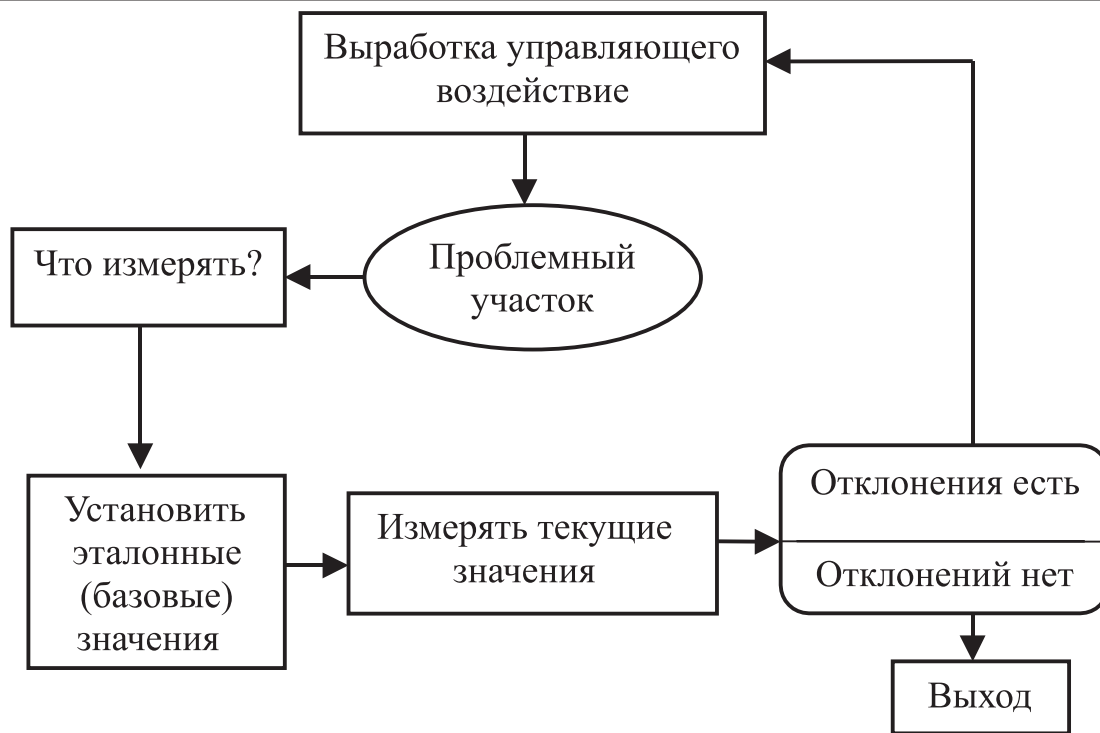 Выработка управляющего
воздействие
Проблемный
участок
Что измерять?
Установить
эталонные
(базовые)
значения
Измерять текущие
значения
Отклонения есть
Отклонений нет
Выход